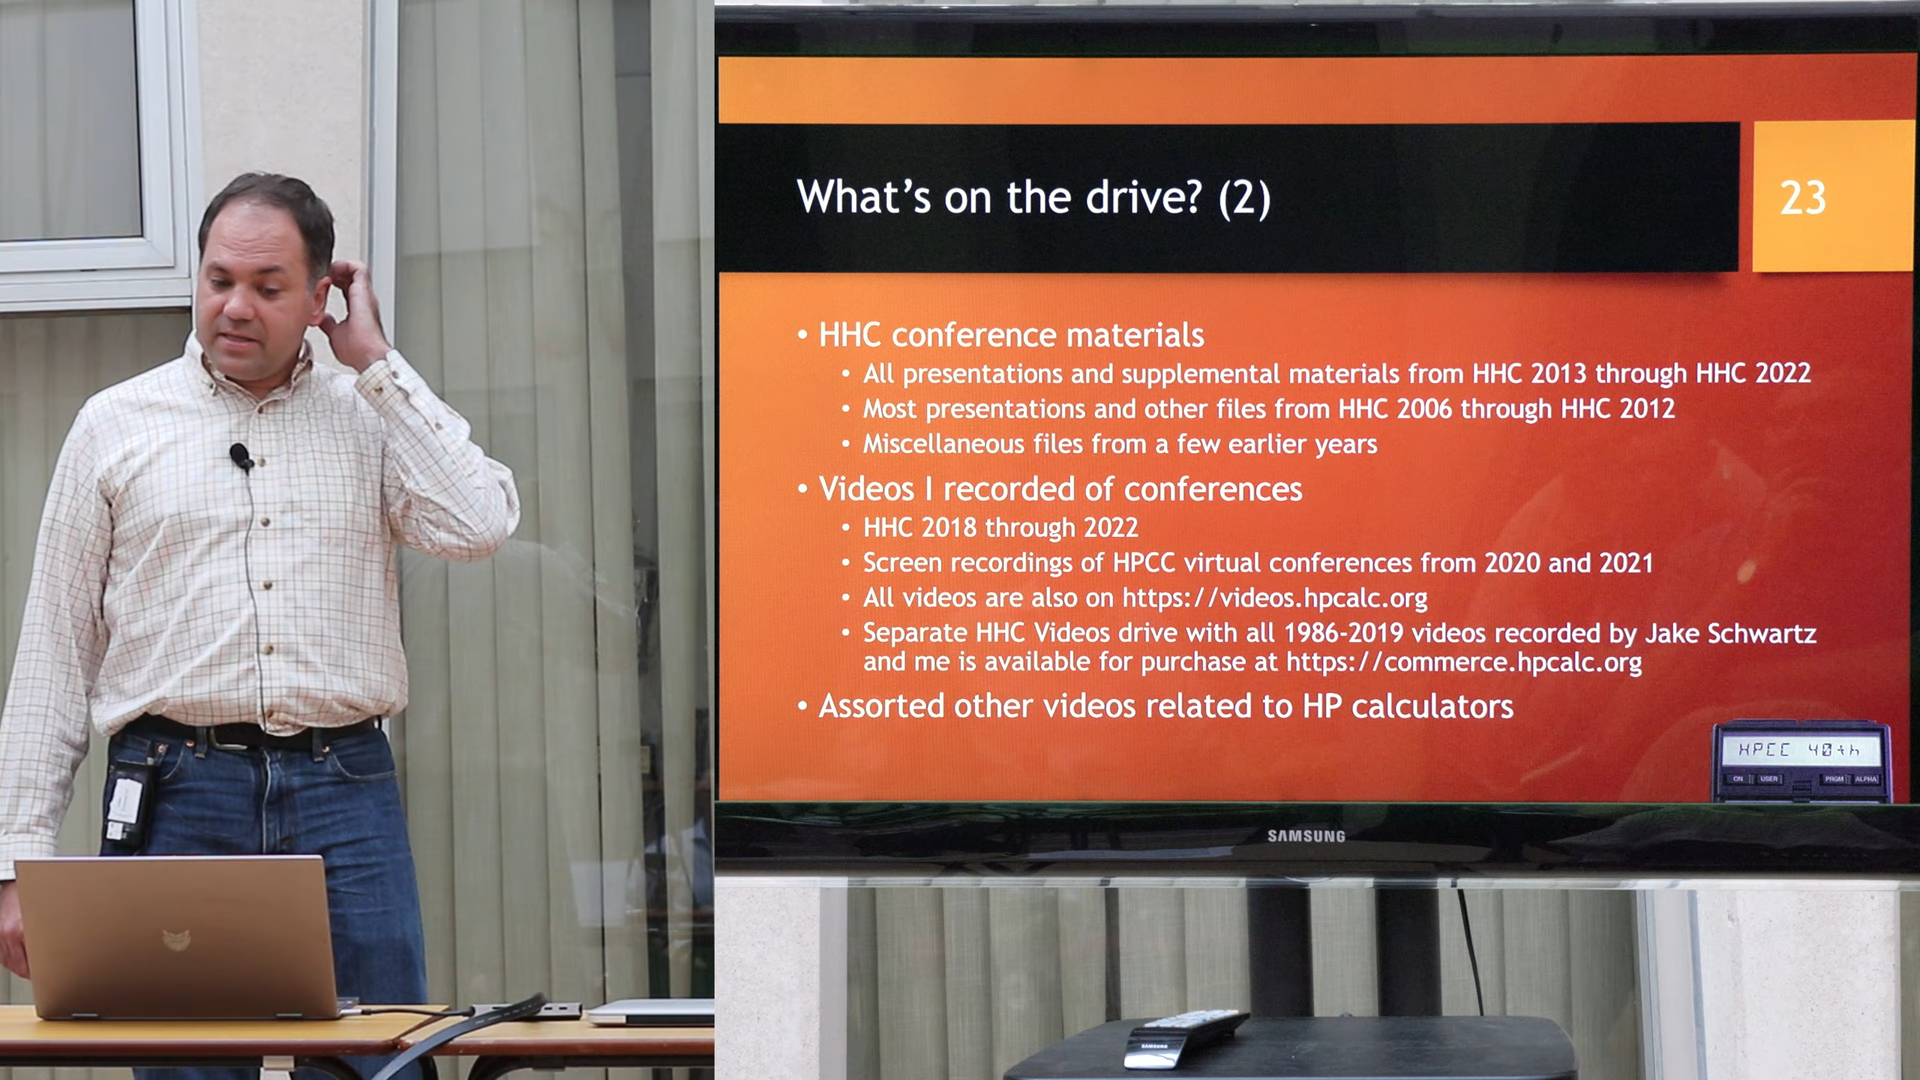 What's on the drive? (2)
23
• HHC conference materials
• All presentations and supplemental materials from HHC 2013 through HHC 2022
• Most presentations and other files from HHC 2006 through HHC 2012
• Miscellaneous files from a few earlier years
• Videos I recorded of conferences
• HHC 2018 through 2022
• Screen recordings of HPCC virtual conferences from 2020 and 2021
• All videos are also on https://videos.hpcalc.org
• Separate HHC Videos drive with all 1986-2019 videos recorded by Jake Schwartz
and me is available for purchase at https://commerce.hpcalc.org
• Assorted other videos related to HP calculators
HPCC 40th
ON USER PRGM ALPHA
SAMSUNG
SAMSUNG